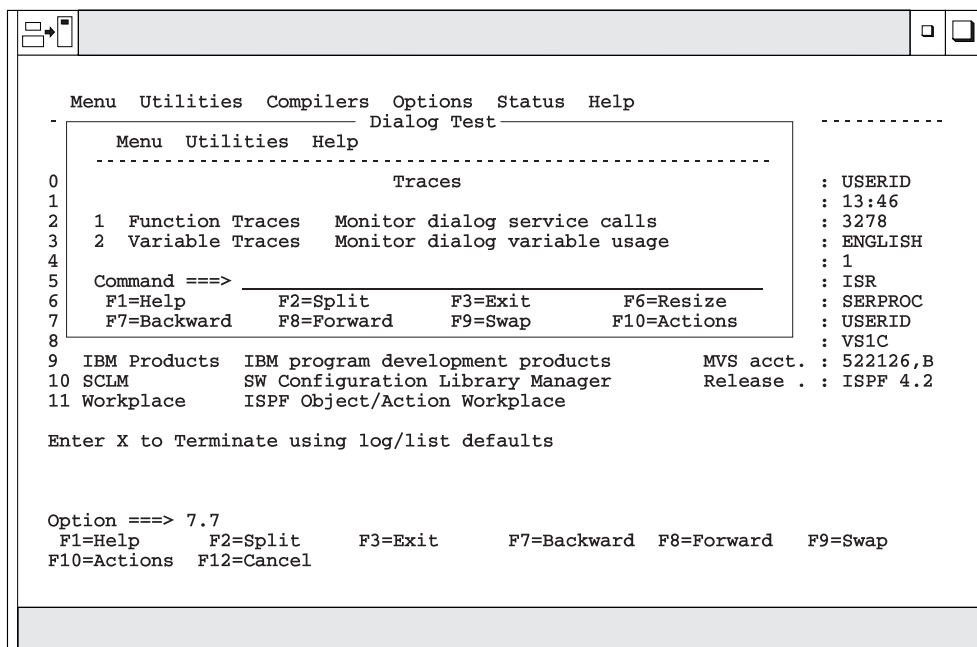 Menu  Utilities  Compilers  Options  Status  Help
- Dialog Test - - - - - - - - - - -
Menu  Utilities  Help
- - - - - - - - - - - - - - - - - - - - - - - - - - - - - - - - - - - - - - - - - - - - - - - - - - - - - - - - - -
0 Traces : USERID
1 : 13:46
2 1 Function Traces Monitor dialog service calls : 3278
3 2 Variable Traces Monitor dialog variable usage : ENGLISH
4 : 1
5 Command ===> : ISR
6 F1=Help F2=Split F3=Exit F6=Resize : SERPROC
7 F7=Backward F8=Forward F9=Swap F10=Actions : USERID
8 : VS1C
9 IBM Products IBM program development products MVS acct. : 522126,B
10 SCLM SW Configuration Library Manager Release . : ISPF 4.2
11 Workplace ISPF Object/Action Workplace
Enter X to Terminate using log/list defaults
Option ===> 7.7
F1=Help F2=Split F3=Exit F7=Backward F8=Forward F9=Swap
F10=Actions F12=Cancel